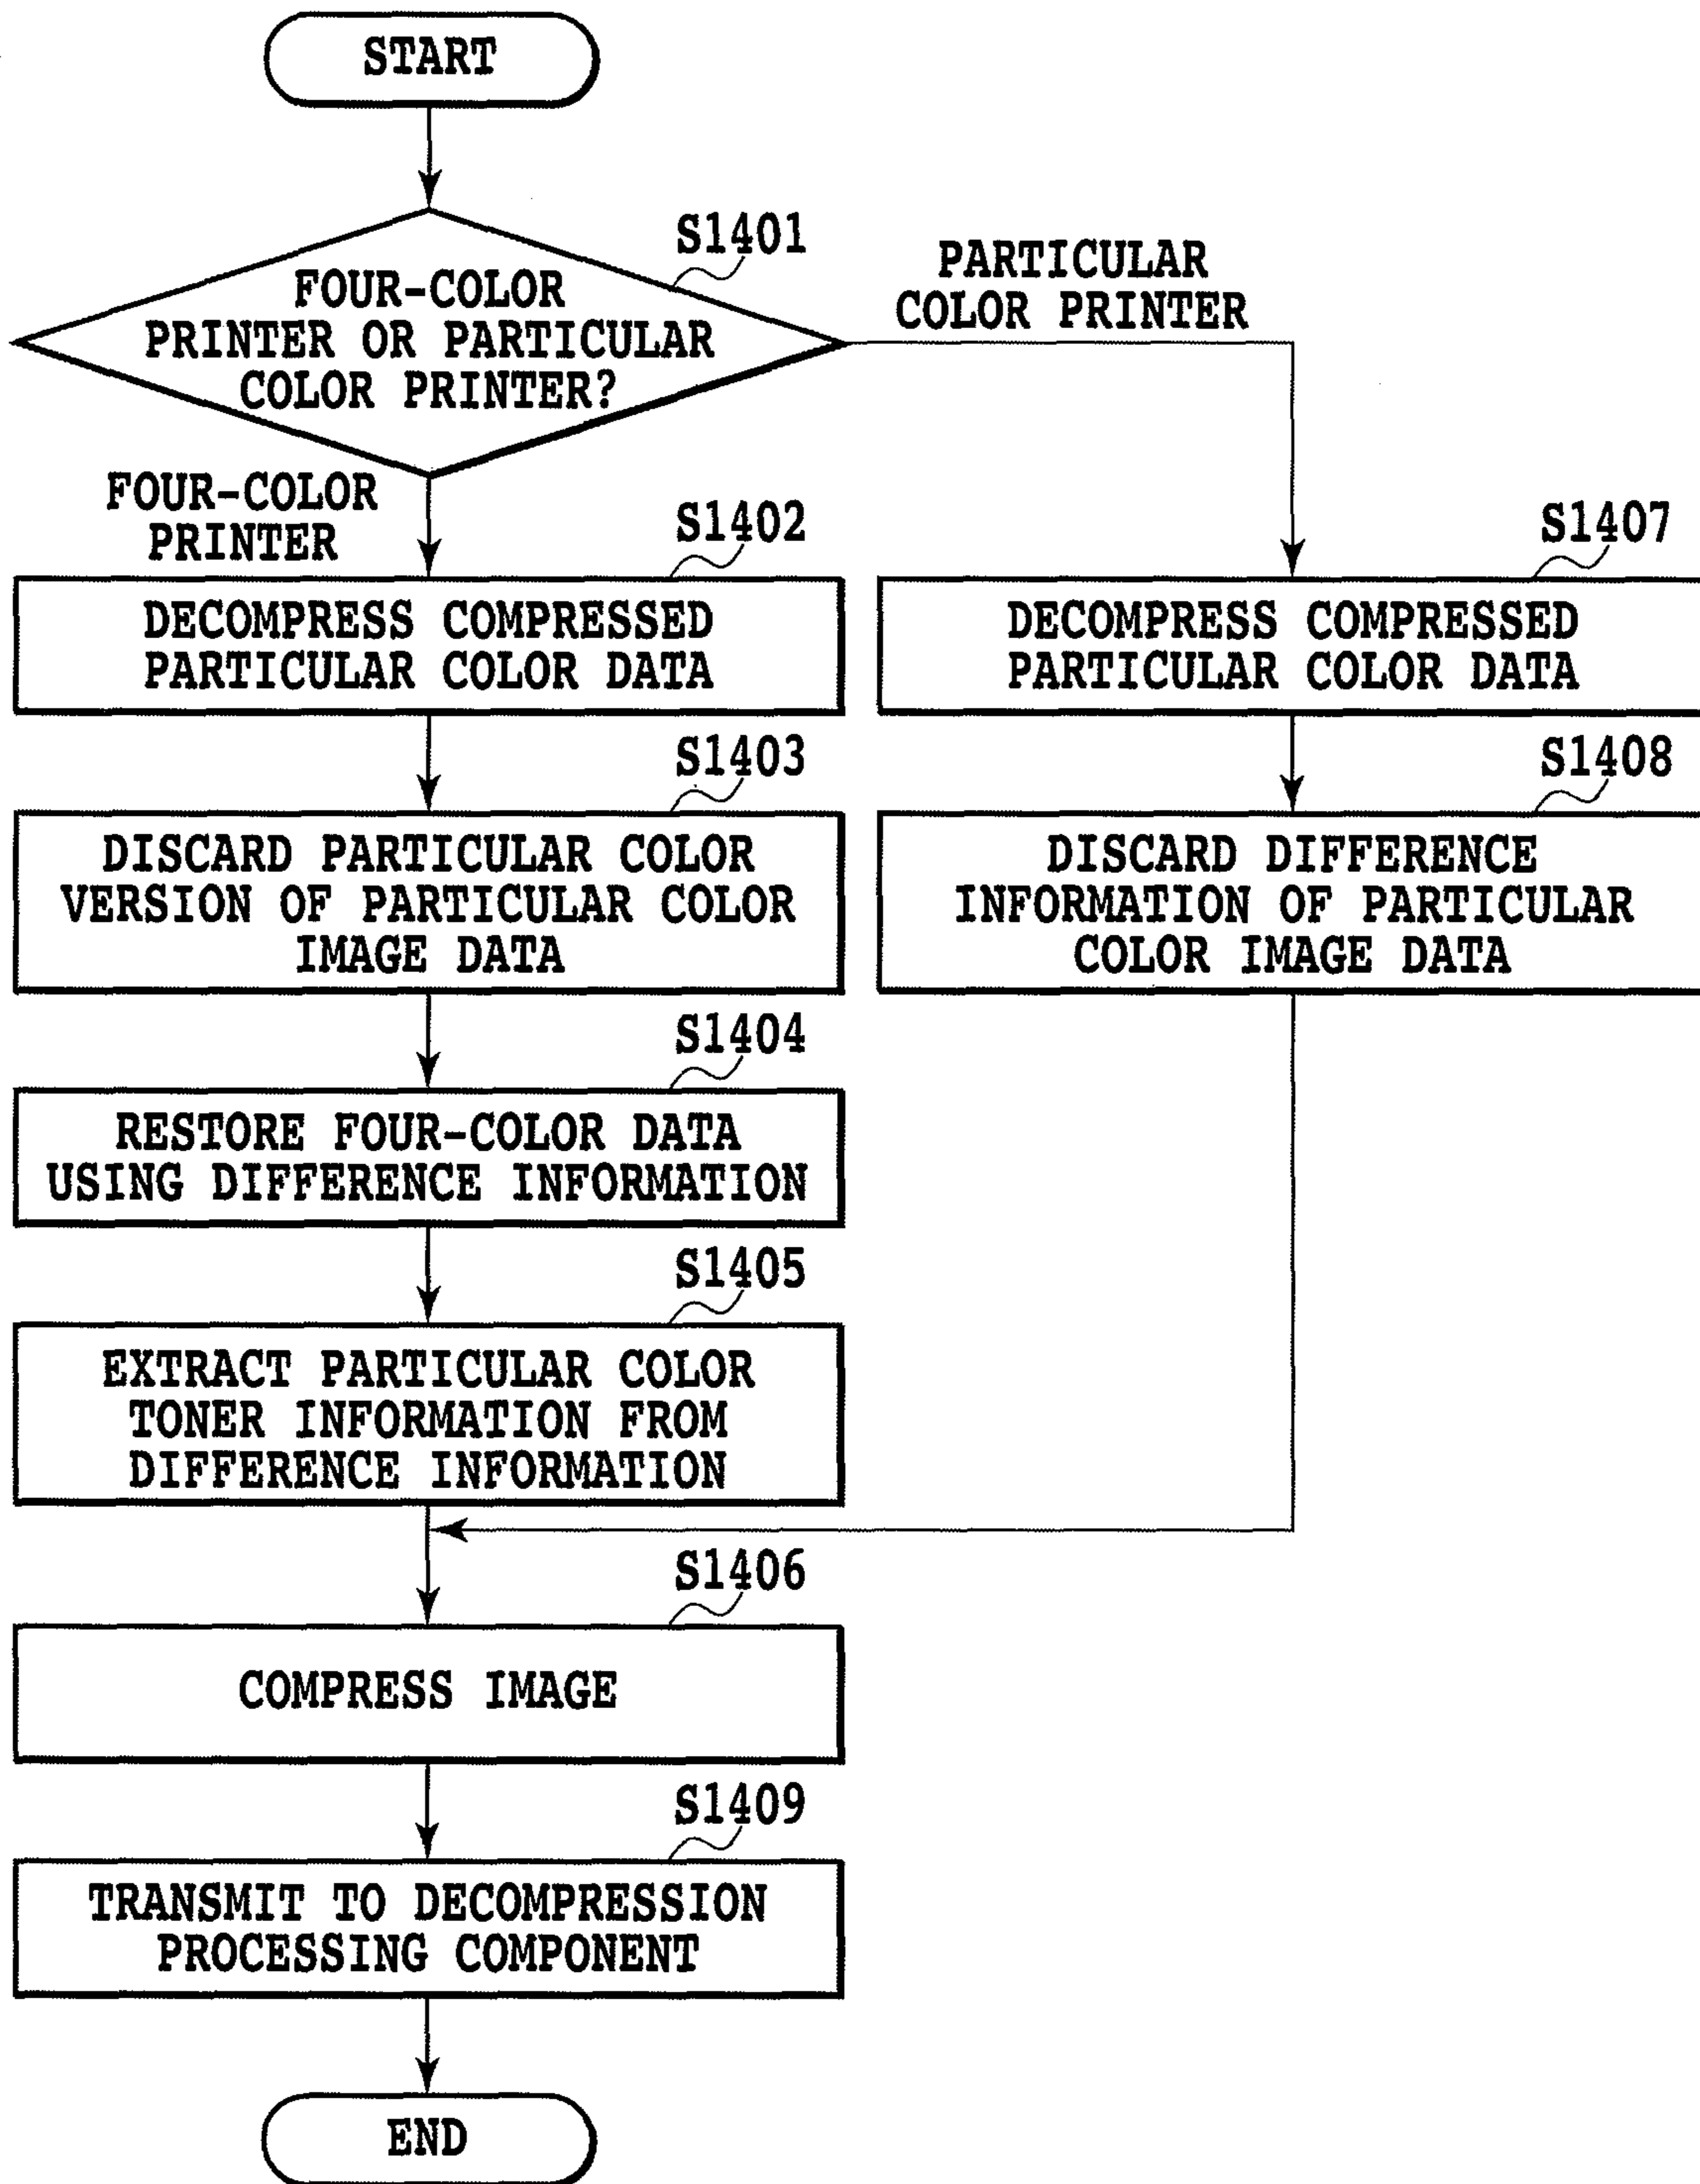 START
S1401
FOUR-COLOR
PRINTER OR PARTICULAR
COLOR PRINTER?
PARTICULAR
COLOR PRINTER
FOUR-COLOR
PRINTER
S1402
DECOMPRESS COMPRESSED
PARTICULAR COLOR DATA
S1407
DECOMPRESS COMPRESSED
PARTICULAR COLOR DATA
S1403
DISCARD PARTICULAR COLOR
VERSION OF PARTICULAR COLOR
IMAGE DATA
S1408
DISCARD DIFFERENCE
INFORMATION OF PARTICULAR
COLOR IMAGE DATA
S1404
RESTORE FOUR-COLOR DATA
USING DIFFERENCE INFORMATION
S1405
EXTRACT PARTICULAR COLOR
TONER INFORMATION FROM
DIFFERENCE INFORMATION
S1406
COMPRESS IMAGE
S1409
TRANSMIT TO DECOMPRESSION
PROCESSING COMPONENT
END